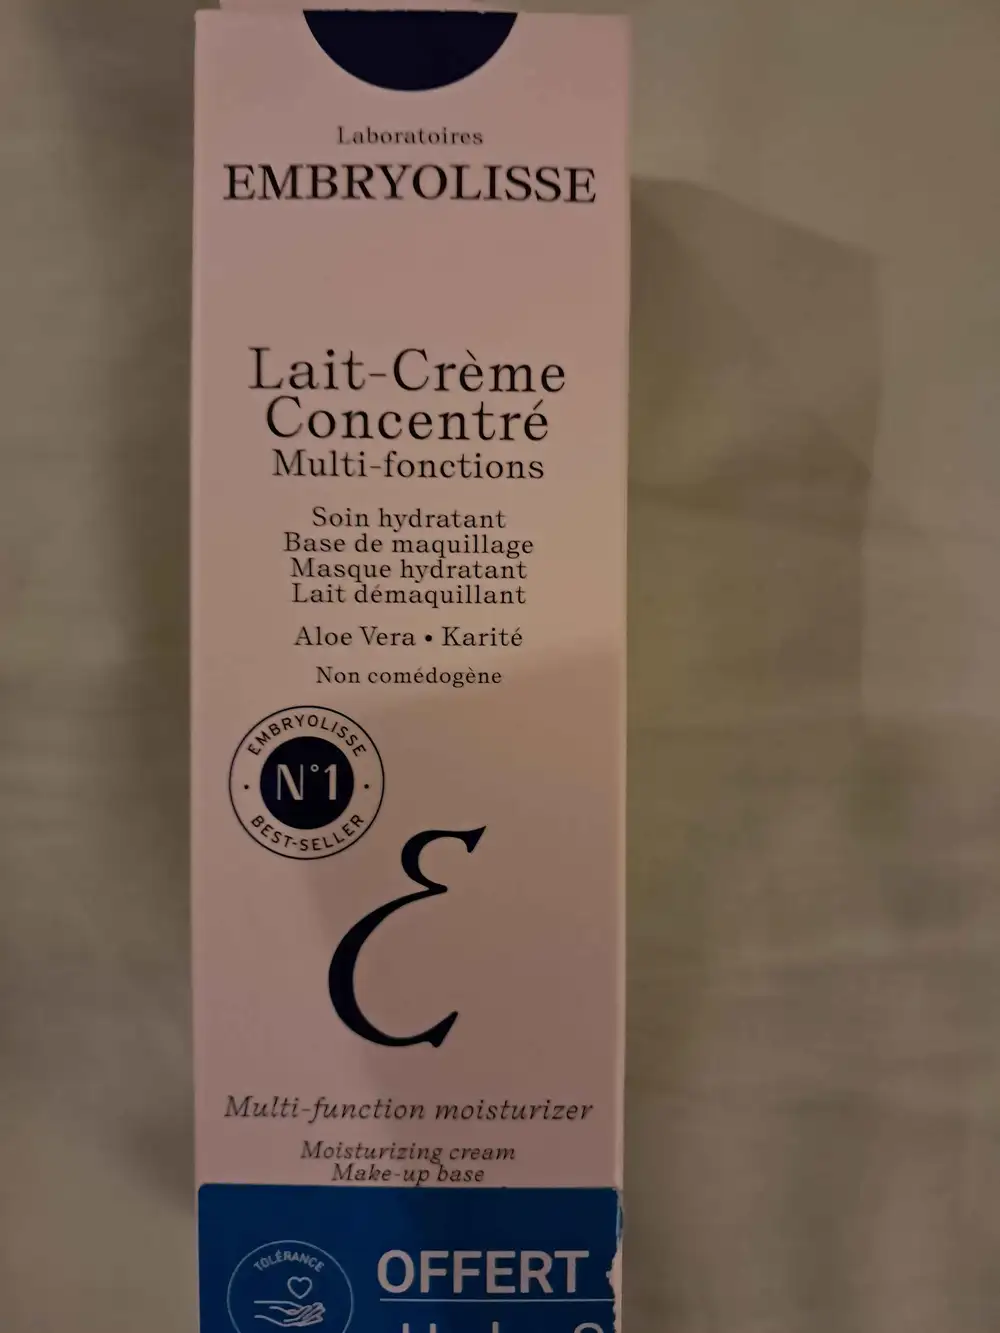 Laboratoires
EMBRYOLISSE
Lait-Crème
Concentré
Multi-fonctions
Soin hydratant
Base de maquillage
Masque hydratant
Lait démaquillant
Aloe Vera • Karité
Non comédogène
EMBRYOLISSE
N°1
BEST-SELLER
ε
Multi-function moisturizer
Moisturizing cream
Make-up base
TOLÉRANCE
OFFERT